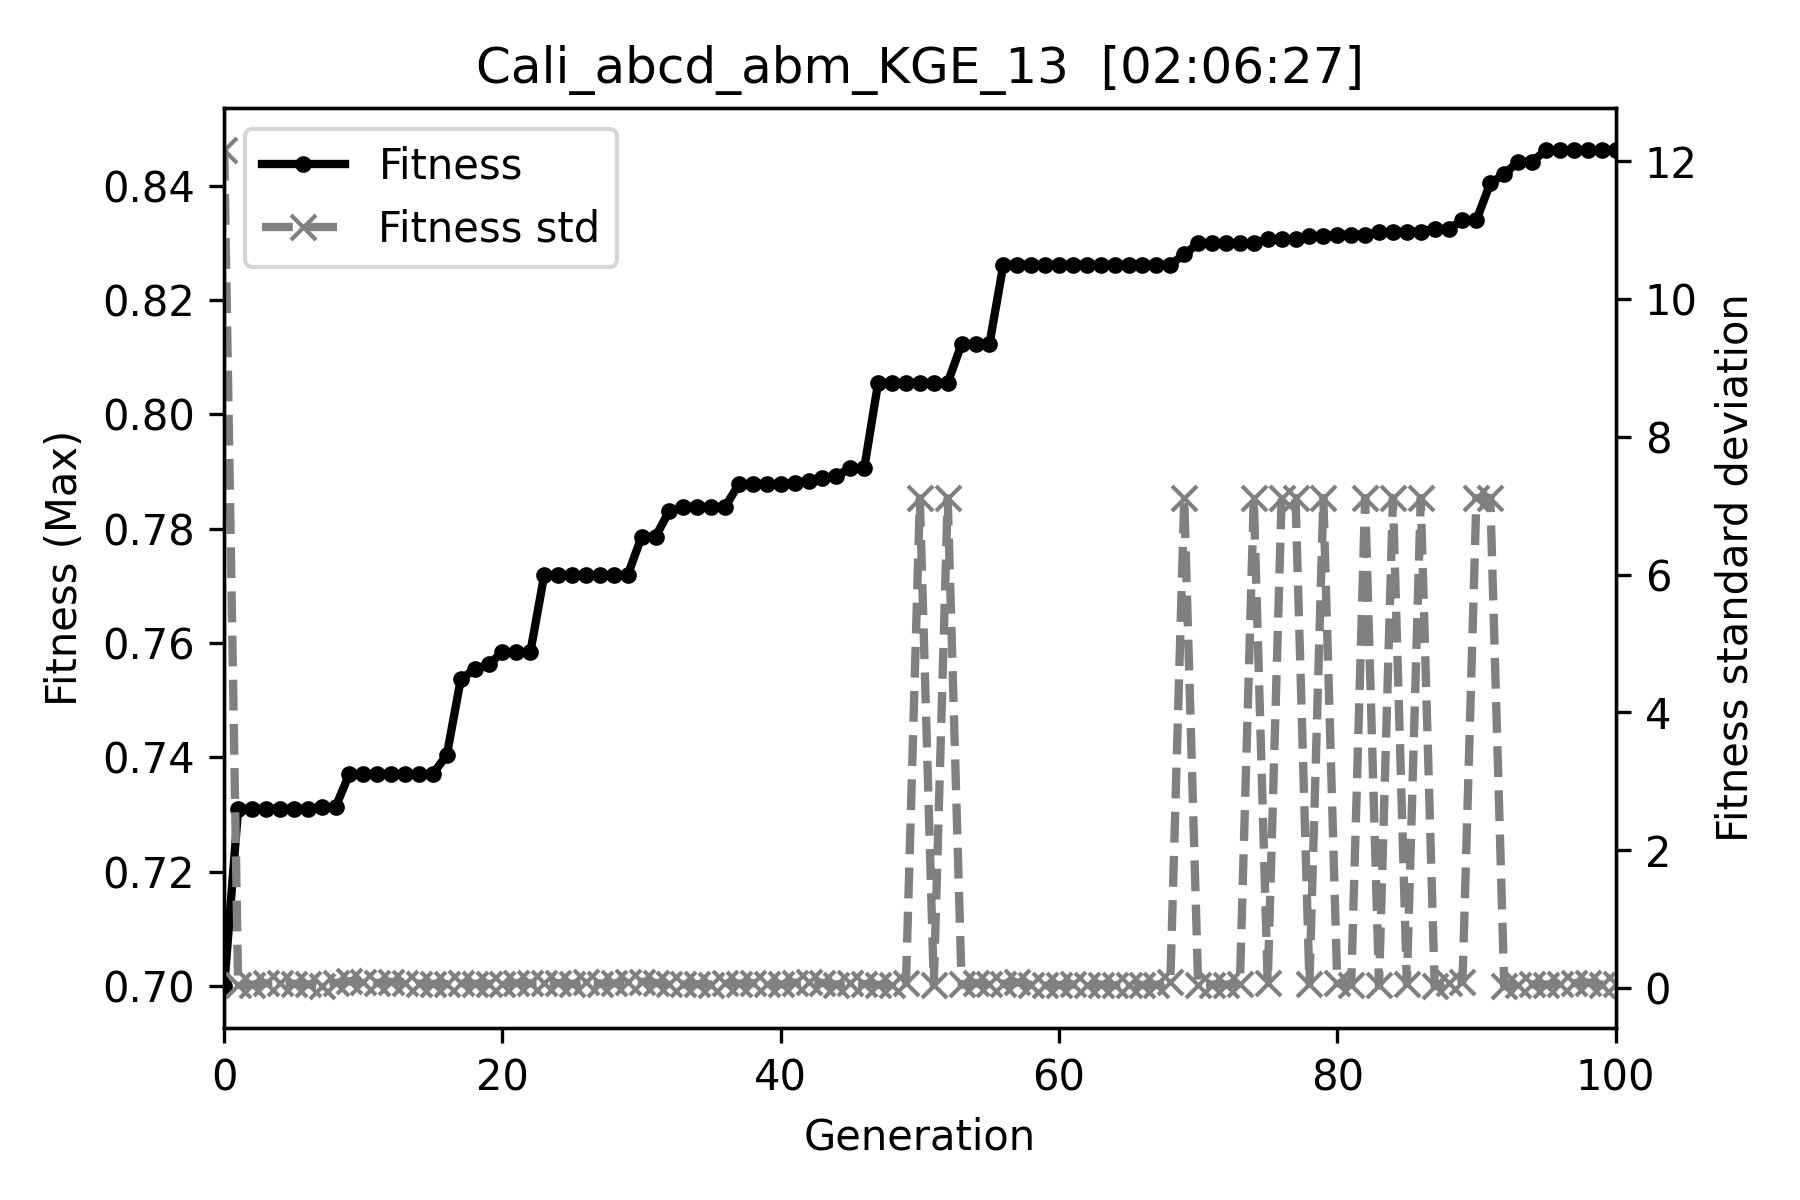 Cali_abcd_abm_KGE_13 [02:06:27]
Fitness
Fitness std
Fitness (Max)
0.84
0.82
0.80
0.78
0.76
0.74
0.72
0.70
12
10
8
6
4
2
0
Fitness standard deviation
0 20 40 60 80 100
Generation